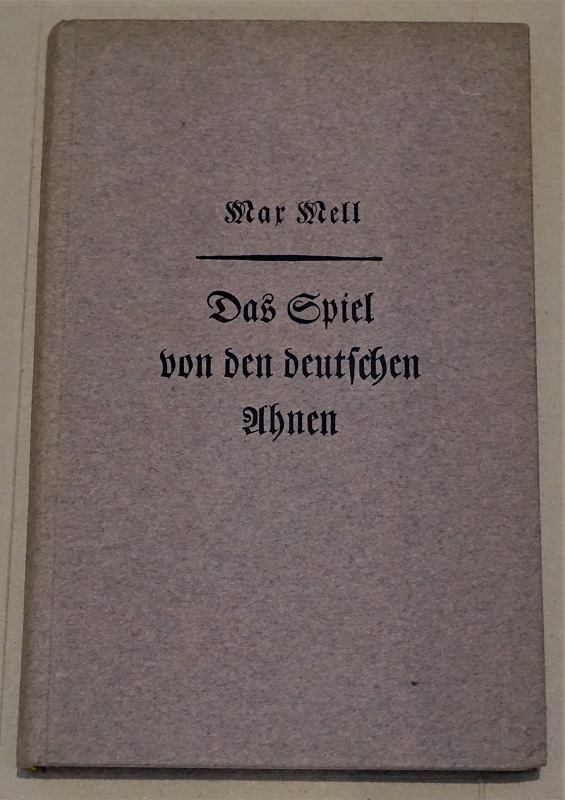 Max Mell
Das Spiel
von den deutſchen
Ahnen